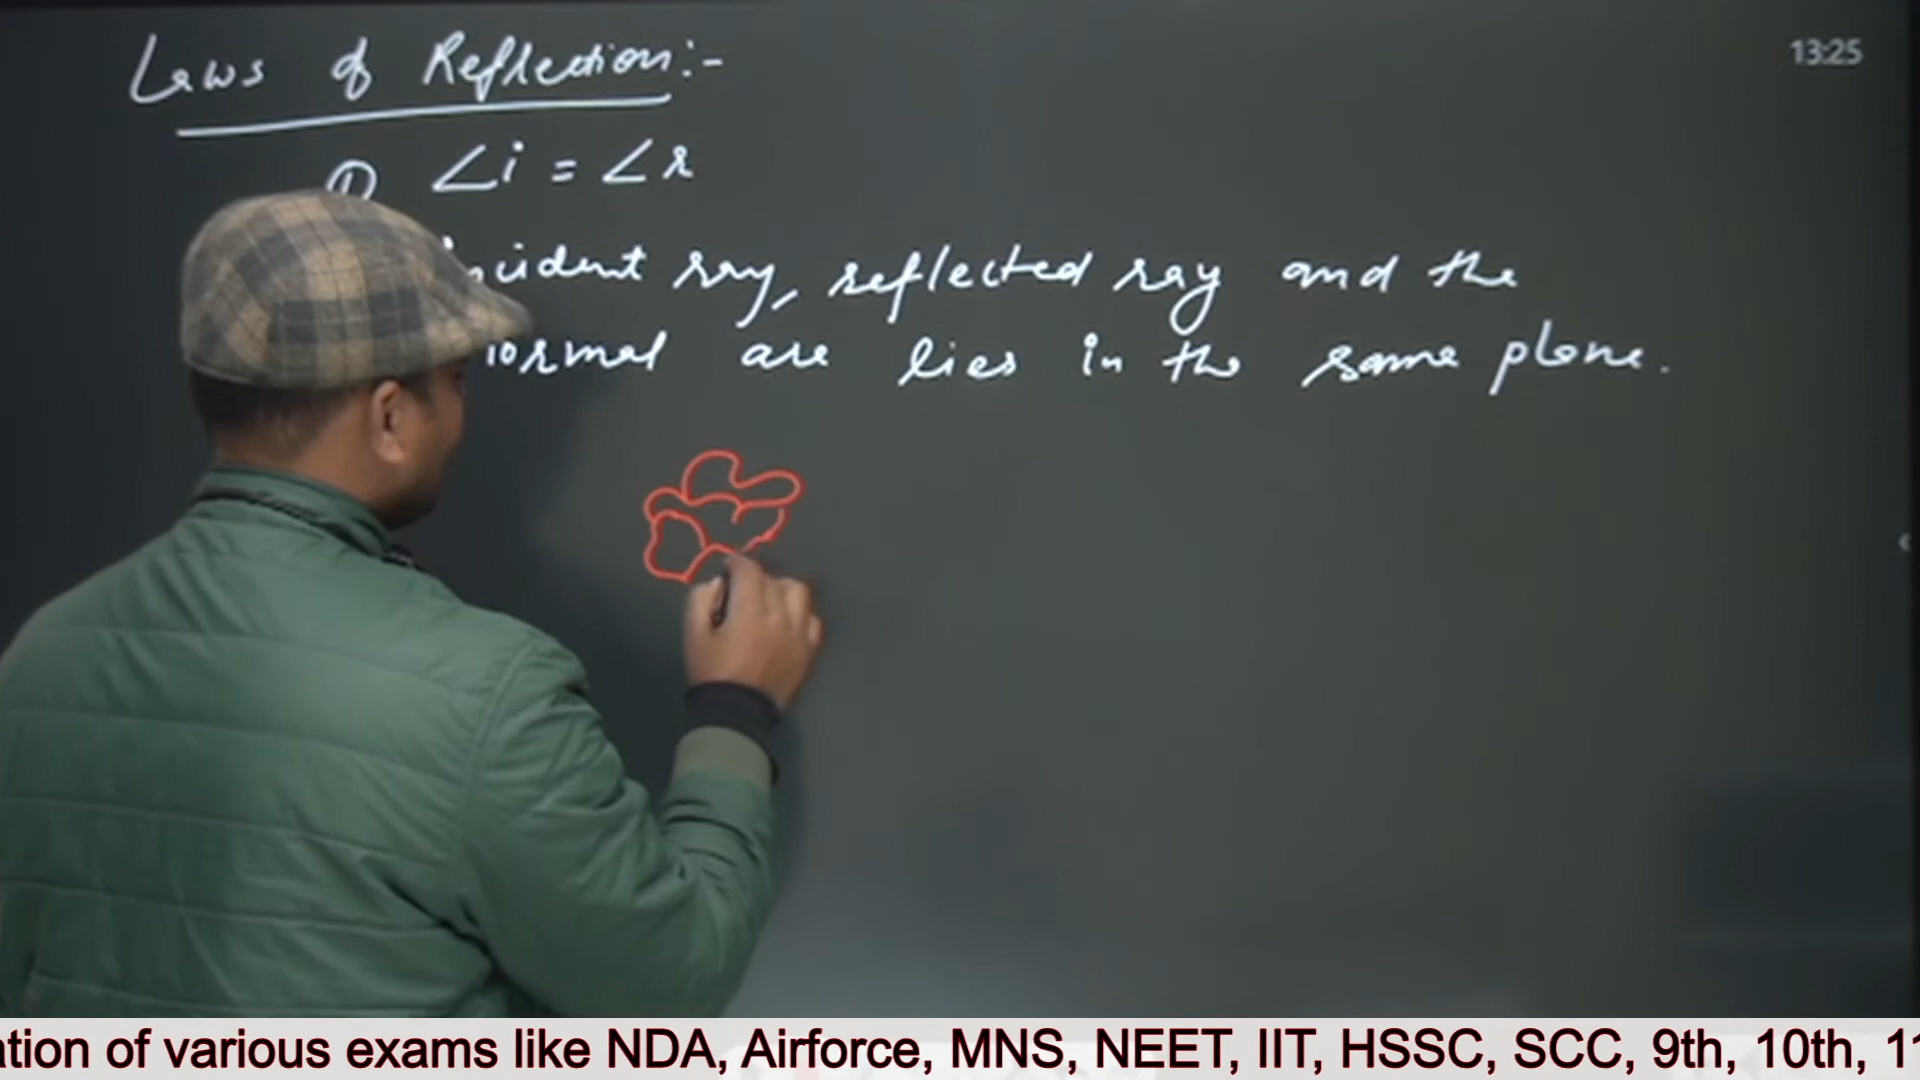 Laws of Reflection:-
13:25
① ∠i = ∠r
incident ray, reflected ray and the
normal are lies in the same plane.
ation of various exams like NDA, Airforce, MNS, NEET, IIT, HSSC, SCC, 9th, 10th, 11